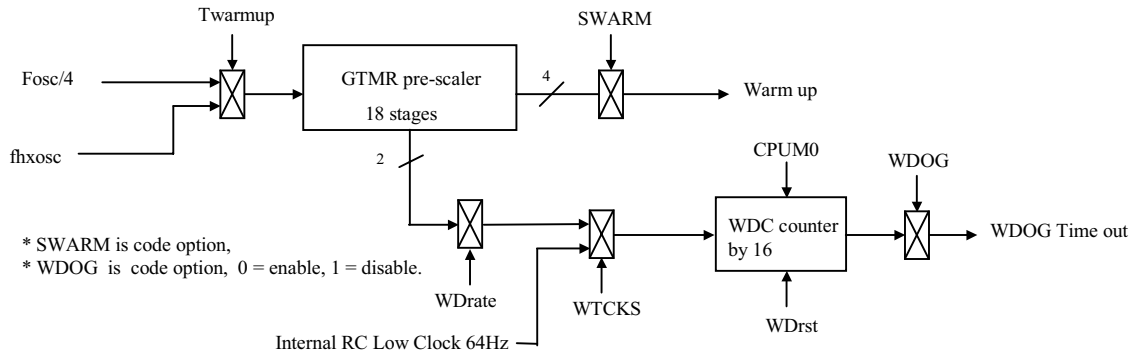 Twarmup
SWARM
Fosc/4
GTMR pre-scaler
18 stages
4
Warm up
fhxosc
2
CPUM0
WDOG
WDC counter
by 16
WDOG Time out
* SWARM is code option,
* WDOG is code option, 0 = enable, 1 = disable.
WDrate
WTCKS
WDrst
Internal RC Low Clock 64Hz